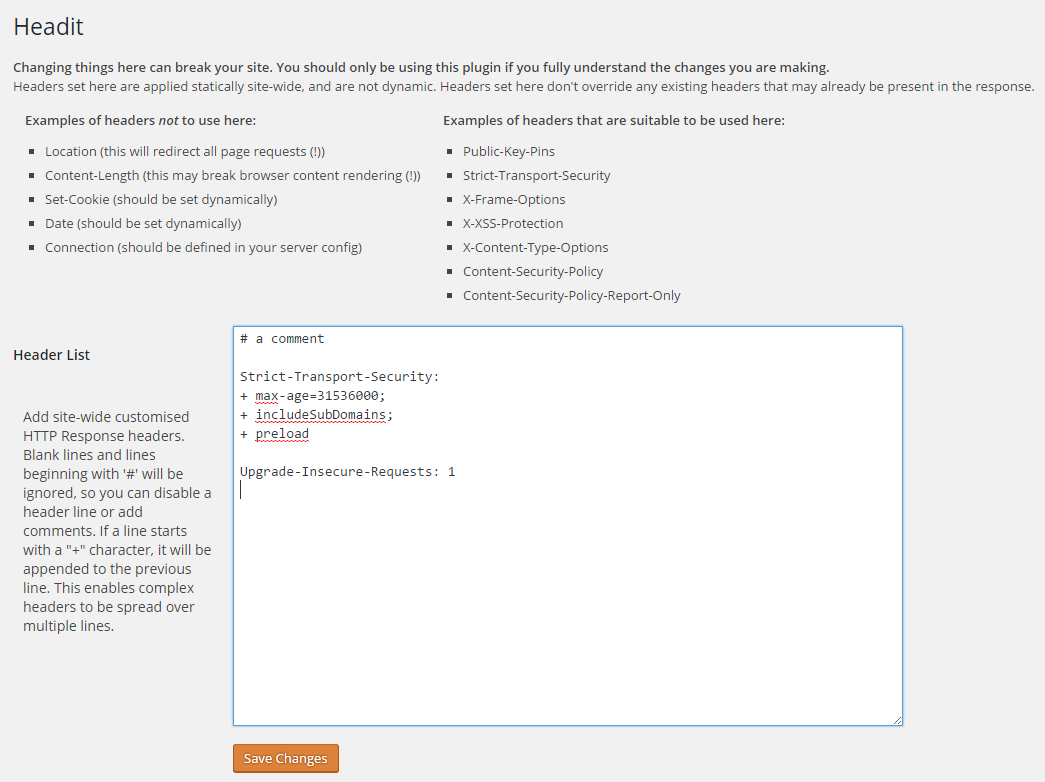 Headit
Changing things here can break your site. You should only be using this plugin if you fully understand the changes you are making.
Headers set here are applied statically site-wide, and are not dynamic. Headers set here don't override any existing headers that may already be present in the response.
Examples of headers not to use here:
Location (this will redirect all page requests (!))
Content-Length (this may break browser content rendering (!))
Set-Cookie (should be set dynamically)
Date (should be set dynamically)
Connection (should be defined in your server config)
Examples of headers that are suitable to be used here:
Public-Key-Pins
Strict-Transport-Security
X-Frame-Options
X-XSS-Protection
X-Content-Type-Options
Content-Security-Policy
Content-Security-Policy-Report-Only
Header List
Add site-wide customised
HTTP Response headers.
Blank lines and lines
beginning with '#' will be
ignored, so you can disable a
header line or add
comments. If a line starts
with a "+" character, it will be
appended to the previous
line. This enables complex
headers to be spread over
multiple lines.
# a comment
Strict-Transport-Security:
+ max-age=31536000;
+ includeSubDomains;
+ preload
Upgrade-Insecure-Requests: 1
Save Changes